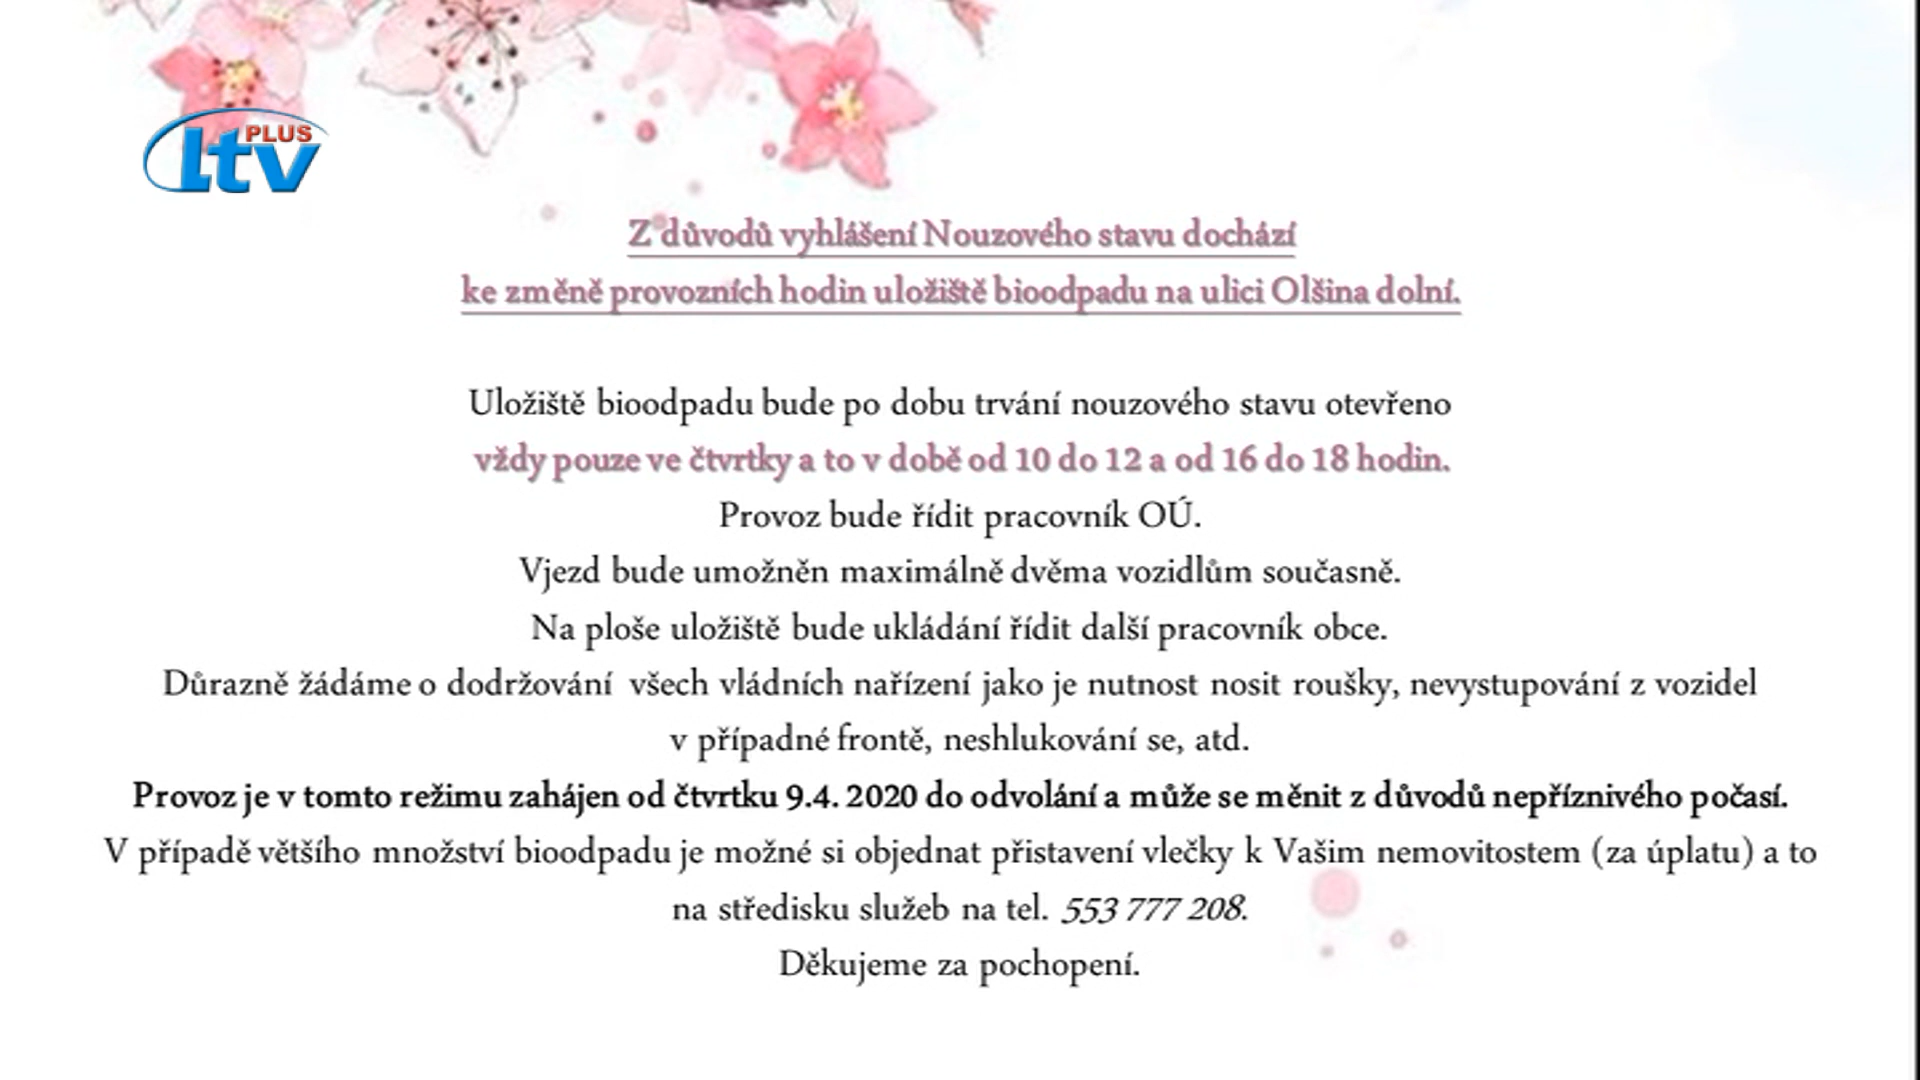 ltv PLUS
Z důvodů vyhlášení Nouzového stavu dochází
ke změně provozních hodin uložiště bioodpadu na ulici Olšina dolní.
Uložiště bioodpadu bude po dobu trvání nouzového stavu otevřeno
vždy pouze ve čtvrtky a to v době od 10 do 12 a od 16 do 18 hodin.
Provoz bude řídit pracovník OÚ.
Vjezd bude umožněn maximálně dvěma vozidlům současně.
Na ploše uložiště bude ukládání řídit další pracovník obce.
Důrazně žádáme o dodržování všech vládních nařízení jako je nutnost nosit roušky, nevystupování z vozidel
v případné frontě, neshlukování se, atd.
Provoz je v tomto režimu zahájen od čtvrtku 9.4. 2020 do odvolání a může se měnit z důvodů nepříznivého počasí.
V případě většího množství bioodpadu je možné si objednat přistavení vlečky k Vašim nemovitostem (za úplatu) a to
na středisku služeb na tel. 553 777 208.
Děkujeme za pochopení.